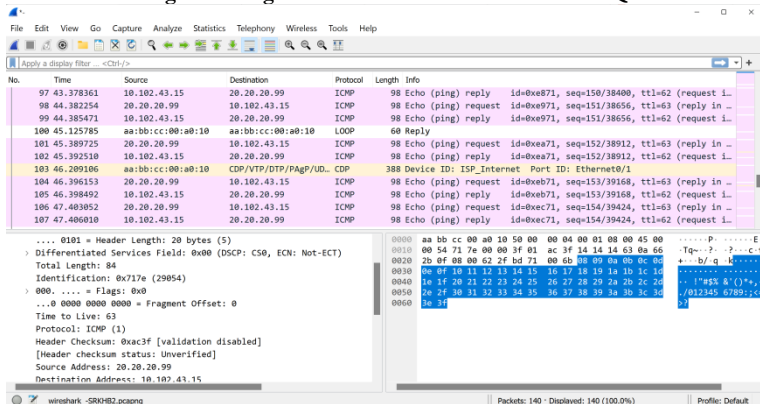 File Edit View Go Capture Analyze Statistics Telephony Wireless Tools Help
Apply a display filter ... <Ctrl-/>
No. Time Source Destination Protocol Length Info
97 43.378361 10.102.43.15 20.20.20.99 ICMP 98 Echo (ping) reply id=0xe871, seq=150/38400, ttl=62 (request i…
98 44.382254 20.20.20.99 10.102.43.15 ICMP 98 Echo (ping) request id=0xe971, seq=151/38656, ttl=63 (reply in …
99 44.385471 10.102.43.15 20.20.20.99 ICMP 98 Echo (ping) reply id=0xe971, seq=151/38656, ttl=62 (request i…
100 45.125785 aa:bb:cc:00:a0:10 aa:bb:cc:00:a0:10 LOOP 60 Reply
101 45.389725 20.20.20.99 10.102.43.15 ICMP 98 Echo (ping) request id=0xea71, seq=152/38912, ttl=63 (reply in …
102 45.392510 10.102.43.15 20.20.20.99 ICMP 98 Echo (ping) reply id=0xea71, seq=152/38912, ttl=62 (request i…
103 46.209106 aa:bb:cc:00:a0:10 CDP/VTP/DTP/PAgP/UD… CDP 388 Device ID: ISP_Internet Port ID: Ethernet0/1
104 46.396153 20.20.20.99 10.102.43.15 ICMP 98 Echo (ping) request id=0xeb71, seq=153/39168, ttl=63 (reply in …
105 46.398492 10.102.43.15 20.20.20.99 ICMP 98 Echo (ping) reply id=0xeb71, seq=153/39168, ttl=62 (request i…
106 47.403052 20.20.20.99 10.102.43.15 ICMP 98 Echo (ping) request id=0xec71, seq=154/39424, ttl=63 (reply in …
107 47.406010 10.102.43.15 20.20.20.99 ICMP 98 Echo (ping) reply id=0xec71, seq=154/39424, ttl=62 (request i…
.... 0101 = Header Length: 20 bytes (5)
Differentiated Services Field: 0x00 (DSCP: CS0, ECN: Not-ECT)
Total Length: 84
Identification: 0x717e (29054)
000. .... = Flags: 0x0
...0 0000 0000 0000 = Fragment Offset: 0
Time to Live: 63
Protocol: ICMP (1)
Header Checksum: 0xac3f [validation disabled]
[Header checksum status: Unverified]
Source Address: 20.20.20.99
Destination Address: 10.102.43.15
0000 aa bb cc 00 a0 10 50 00 00 04 00 01 08 00 45 00 ······P· ······E
0010 00 54 71 7e 00 00 3f 01 ac 3f 14 14 14 63 0a 66 ·Tq~··?· ·?···c·
0020 2b 0f 08 00 62 2f bd 71 00 6b 08 09 0a 0b 0c 0d +···b/·q ·k····
0030 0e 0f 10 11 12 13 14 15 16 17 18 19 1a 1b 1c 1d
0040 1e 1f 20 21 22 23 24 25 26 27 28 29 2a 2b 2c 2d ·· !"#$% &'()*+,
0050 2e 2f 30 31 32 33 34 35 36 37 38 39 3a 3b 3c 3d ./012345 6789:;<
0060 3e 3f >?
wireshark_-SRKHB2.pcapng Packets: 140 · Displayed: 140 (100.0%) Profile: Default